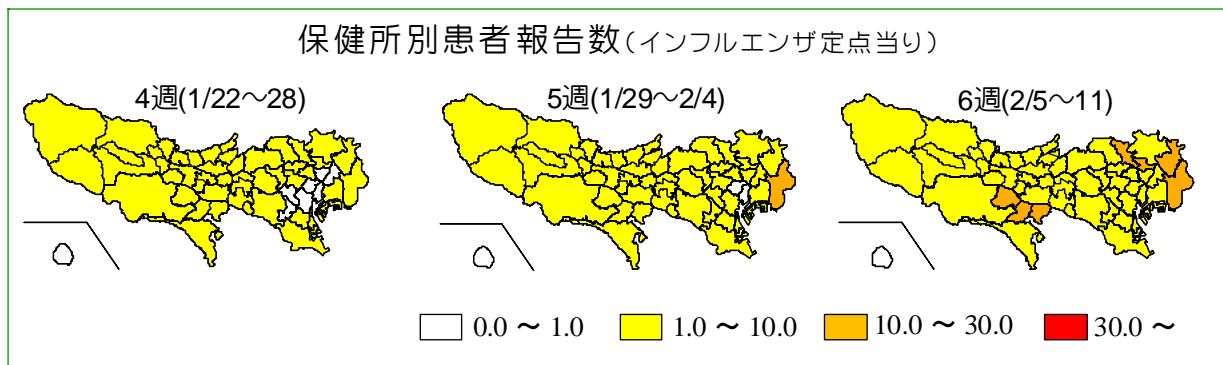 保健所別患者報告数(インフルエンザ定点当り)
4週(1/22～28)
5週(1/29～2/4)
6週(2/5～11)
0.0 ～ 1.0
1.0 ～ 10.0
10.0 ～ 30.0
30.0 ～